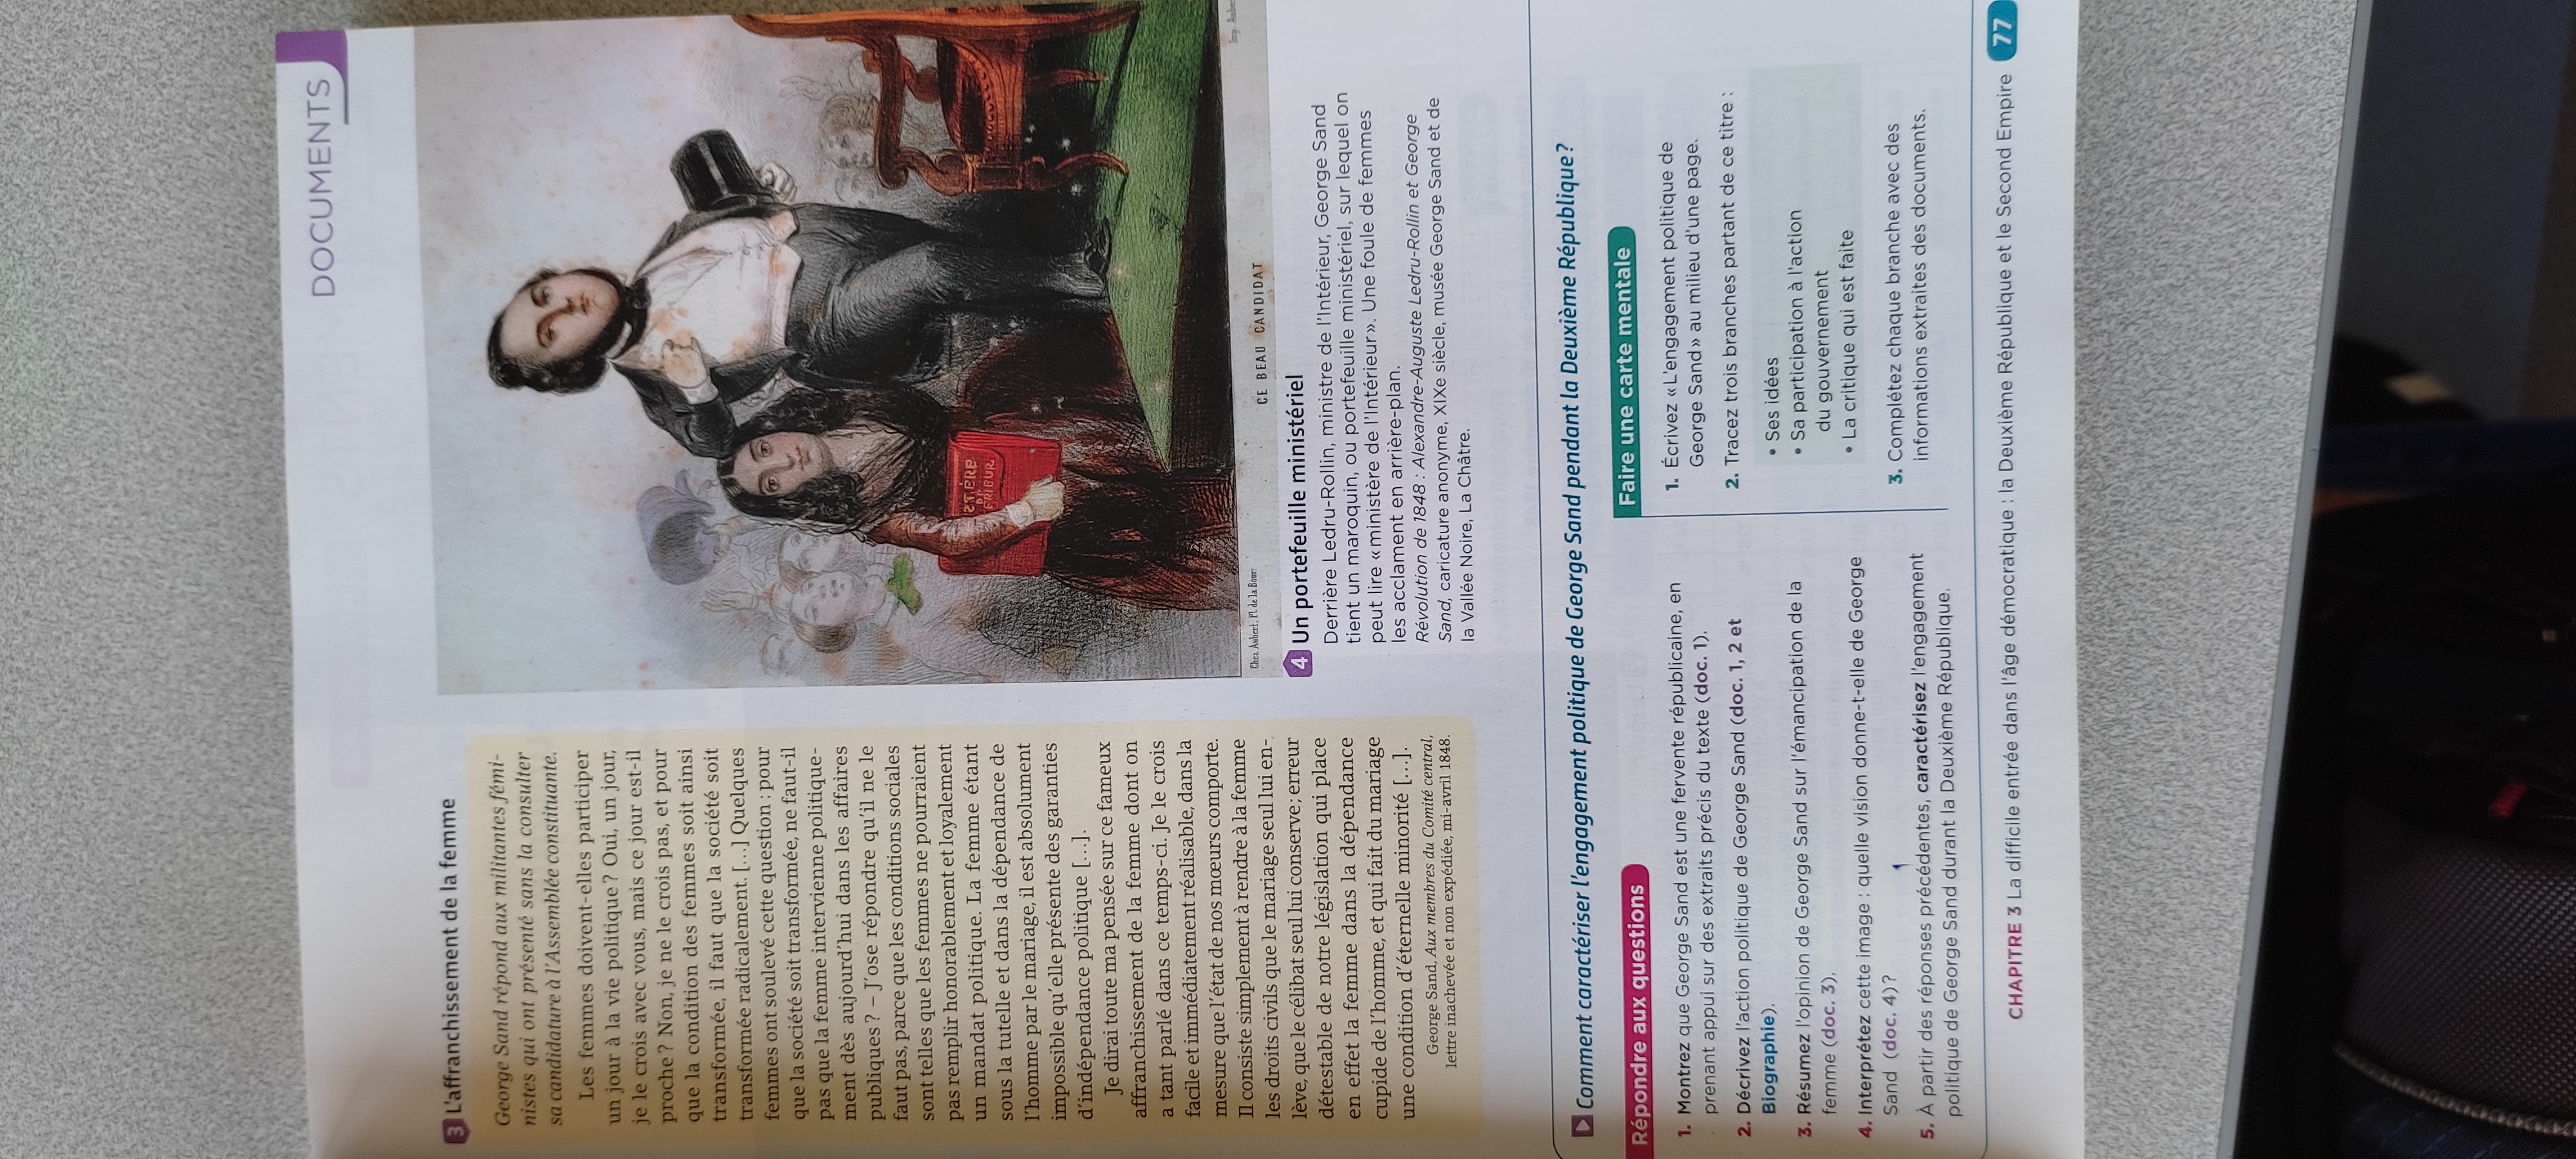 DOCUMENTS
3 L'affranchissement de la femme
George Sand répond aux militantes fémi-
nistes qui ont présenté sans la consulter
sa candidature à l'Assemblée constituante.
Les femmes doivent-elles participer
un jour à la vie politique ? Oui, un jour,
je le crois avec vous, mais ce jour est-il
proche ? Non, je ne le crois pas, et pour
que la condition des femmes soit ainsi
transformée, il faut que la société soit
transformée radicalement. [...] Quelques
femmes ont soulevé cette question : pour
que la société soit transformée, ne faut-il
pas que la femme intervienne politique-
ment dès aujourd'hui dans les affaires
publiques ? – J'ose répondre qu'il ne le
faut pas, parce que les conditions sociales
sont telles que les femmes ne pourraient
pas remplir honorablement et loyalement
un mandat politique. La femme étant
sous la tutelle et dans la dépendance de
l'homme par le mariage, il est absolument
impossible qu'elle présente des garanties
d'indépendance politique [...].
Je dirai toute ma pensée sur ce fameux
affranchissement de la femme dont on
a tant parlé dans ce temps-ci. Je le crois
facile et immédiatement réalisable, dans la
mesure que l'état de nos mœurs comporte.
Il consiste simplement à rendre à la femme
les droits civils que le mariage seul lui en-
lève, que le célibat seul lui conserve ; erreur
détestable de notre législation qui place
en effet la femme dans la dépendance
cupide de l'homme, et qui fait du mariage
une condition d'éternelle minorité [...].
George Sand, Aux membres du Comité central,
lettre inachevée et non expédiée, mi-avril 1848.
Chez Aubert, Pl. de la Bourse
CE BEAU CANDIDAT
4 Un portefeuille ministériel
Derrière Ledru-Rollin, ministre de l'Intérieur, George Sand
tient un maroquin, ou portefeuille ministériel, sur lequel on
peut lire « ministère de l'Intérieur ». Une foule de femmes
les acclament en arrière-plan.
Révolution de 1848 : Alexandre-Auguste Ledru-Rollin et George
Sand, caricature anonyme, XIXe siècle, musée George Sand et de
la Vallée Noire, La Châtre.
Comment caractériser l'engagement politique de George Sand pendant la Deuxième République ?
Répondre aux questions
1. Montrez que George Sand est une fervente républicaine, en
prenant appui sur des extraits précis du texte (doc. 1).
2. Décrivez l'action politique de George Sand (doc. 1, 2 et
Biographie).
3. Résumez l'opinion de George Sand sur l'émancipation de la
femme (doc. 3).
4. Interprétez cette image : quelle vision donne-t-elle de George
Sand (doc. 4) ?
5. À partir des réponses précédentes, caractérisez l'engagement
politique de George Sand durant la Deuxième République.
Faire une carte mentale
1. Écrivez « L'engagement politique de
George Sand » au milieu d'une page.
2. Tracez trois branches partant de ce titre :
• Ses idées
• Sa participation à l'action
du gouvernement
• La critique qui est faite
3. Complétez chaque branche avec des
informations extraites des documents.
CHAPITRE 3 La difficile entrée dans l'âge démocratique : la Deuxième République et le Second Empire 77